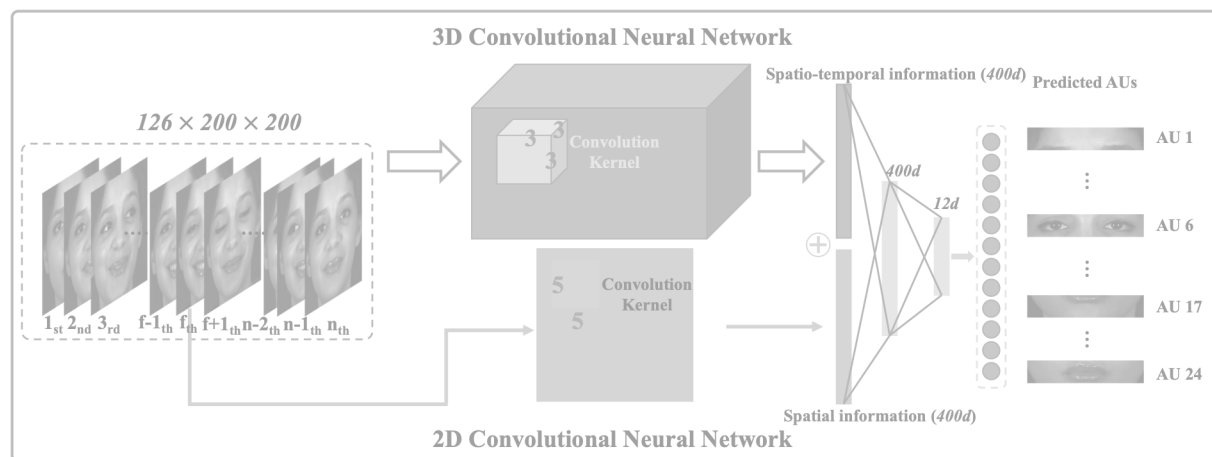 3D Convolutional Neural Network
126 × 200 × 200
1st 2nd 3rd f-1th fth f+1th n-2th n-1th nth
3 3
3
Convolution
Kernel
5
5
Convolution
Kernel
Spatio-temporal information (400d)
400d
12d
Spatial information (400d)
Predicted AUs
AU 1
AU 6
AU 17
AU 24
2D Convolutional Neural Network